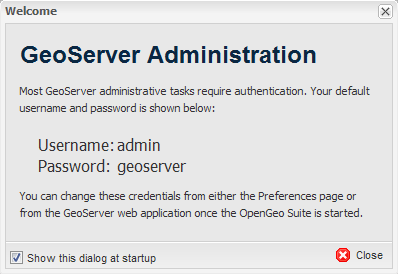 Welcome
GeoServer Administration
Most GeoServer administrative tasks require authentication. Your default
username and password is shown below:
Username: admin
Password: geoserver
You can change these credentials from either the Preferences page or
from the GeoServer web application once the OpenGeo Suite is started.
Show this dialog at startup
Close